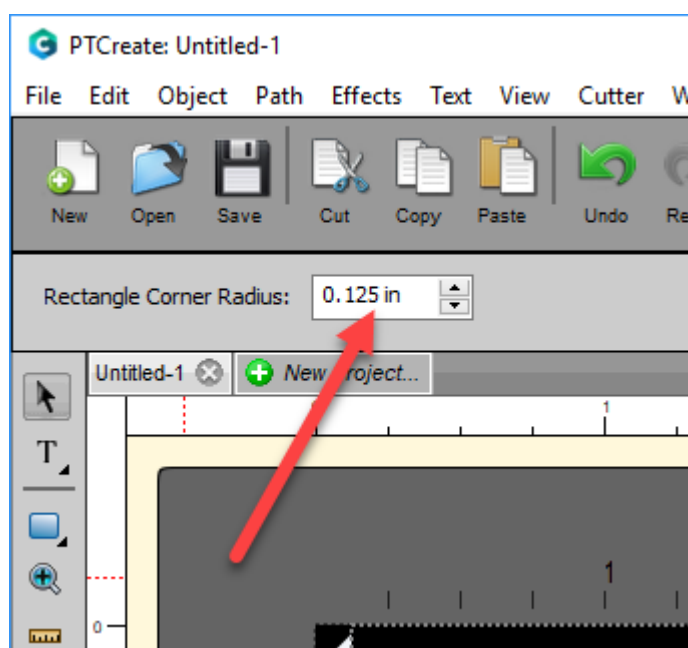 PTCreate: Untitled-1
File Edit Object Path Effects Text View Cutter
New Open Save Cut Copy Paste Undo
Rectangle Corner Radius: 0.125 in
Untitled-1 New Project...
1
T
1
0